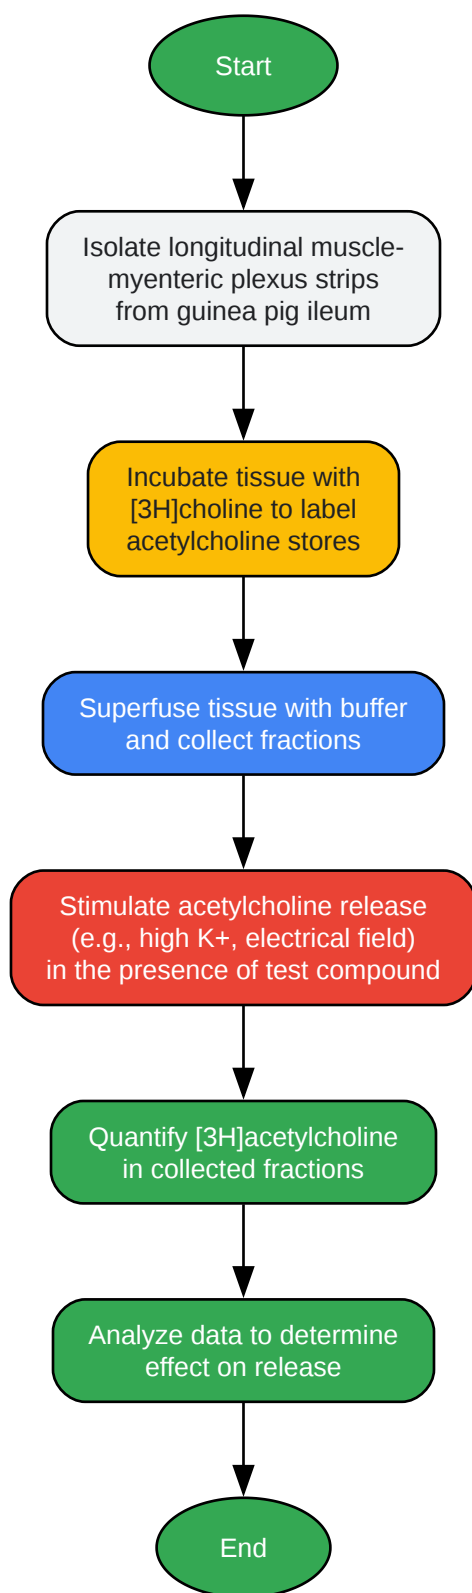 Start
Isolate longitudinal muscle-
myenteric plexus strips
from guinea pig ileum
Incubate tissue with
[3H]choline to label
acetylcholine stores
Superfuse tissue with buffer
and collect fractions
Stimulate acetylcholine release
(e.g., high K+, electrical field)
in the presence of test compound
Quantify [3H]acetylcholine
in collected fractions
Analyze data to determine
effect on release
End